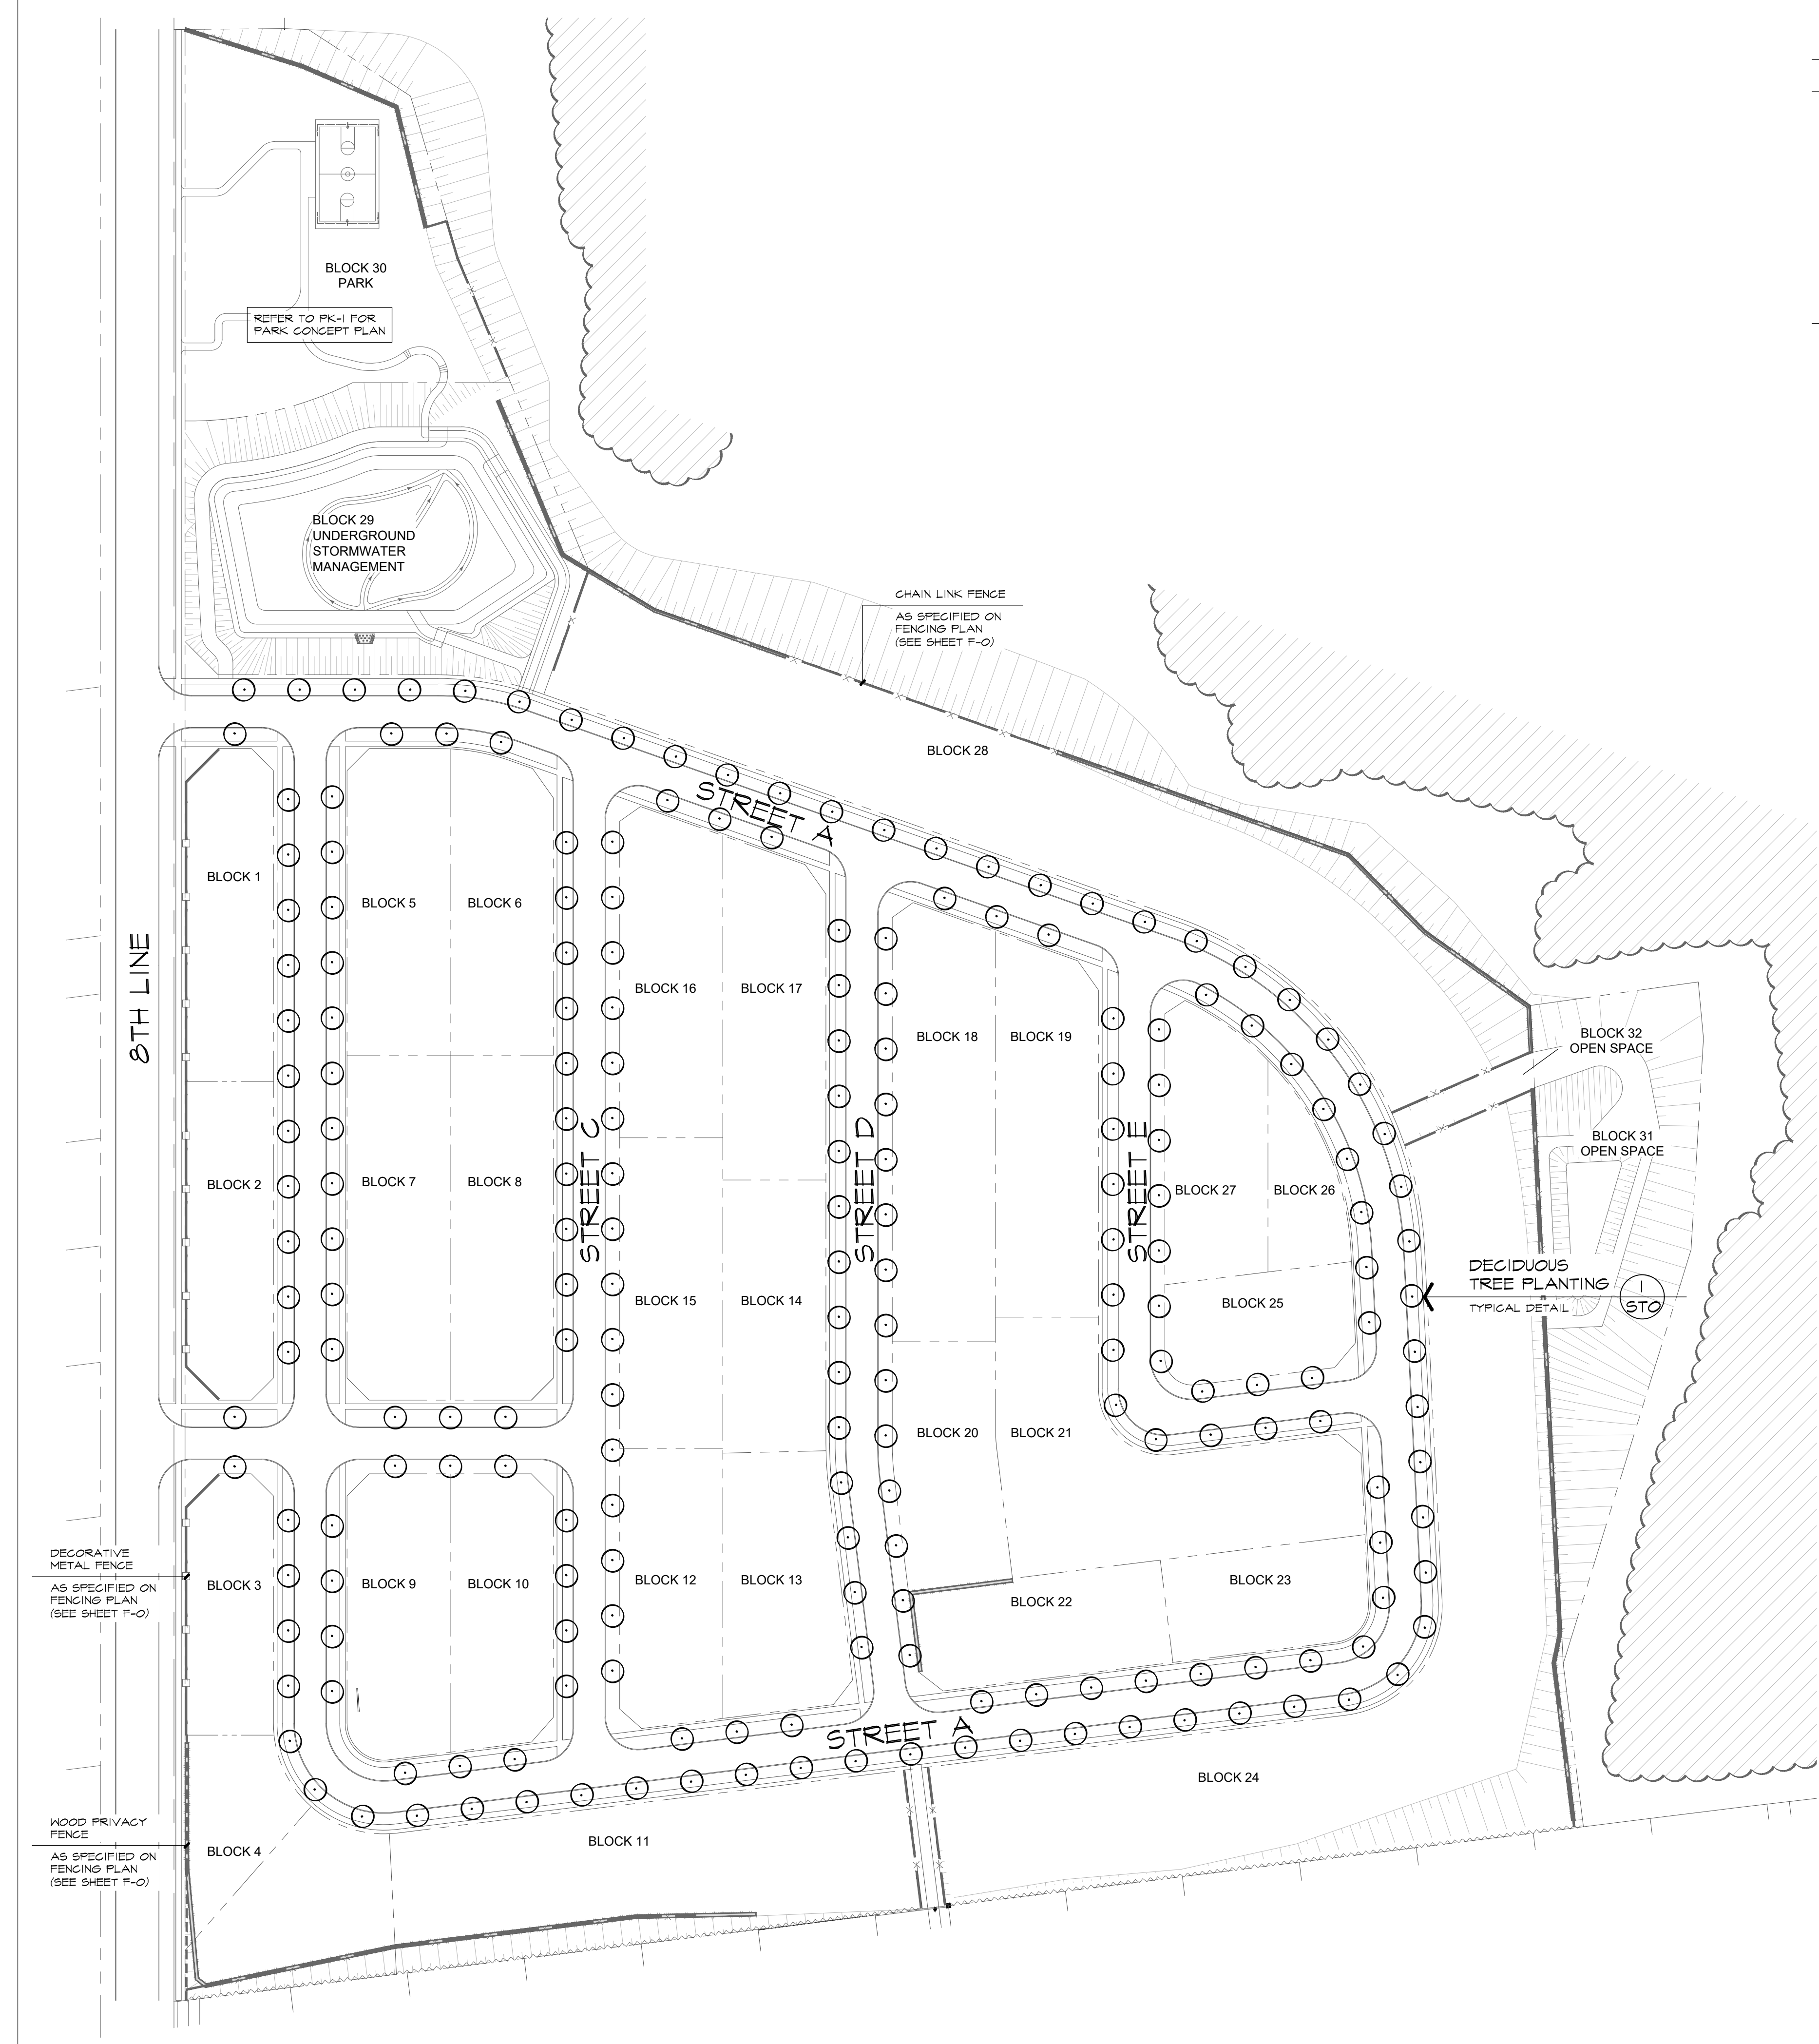 BLOCK 30
PARK
REFER TO PK-1 FOR
PARK CONCEPT PLAN
BLOCK 29
UNDERGROUND
STORMWATER
MANAGEMENT
CHAIN LINK FENCE
AS SPECIFIED ON
FENCING PLAN
(SEE SHEET F-0)
BLOCK 28
STREET A
8TH LINE
BLOCK 1
BLOCK 5
BLOCK 6
BLOCK 16
BLOCK 17
BLOCK 18
BLOCK 19
BLOCK 32
OPEN SPACE
BLOCK 31
OPEN SPACE
BLOCK 2
BLOCK 7
BLOCK 8
STREET C
STREET D
STREET E
BLOCK 27
BLOCK 26
DECIDUOUS
TREE PLANTING
TYPICAL DETAIL
1
ST0
BLOCK 15
BLOCK 14
BLOCK 25
BLOCK 20
BLOCK 21
DECORATIVE
METAL FENCE
AS SPECIFIED ON
FENCING PLAN
(SEE SHEET F-0)
BLOCK 3
BLOCK 9
BLOCK 10
BLOCK 12
BLOCK 13
BLOCK 22
BLOCK 23
STREET A
BLOCK 24
WOOD PRIVACY
FENCE
AS SPECIFIED ON
FENCING PLAN
(SEE SHEET F-0)
BLOCK 4
BLOCK 11